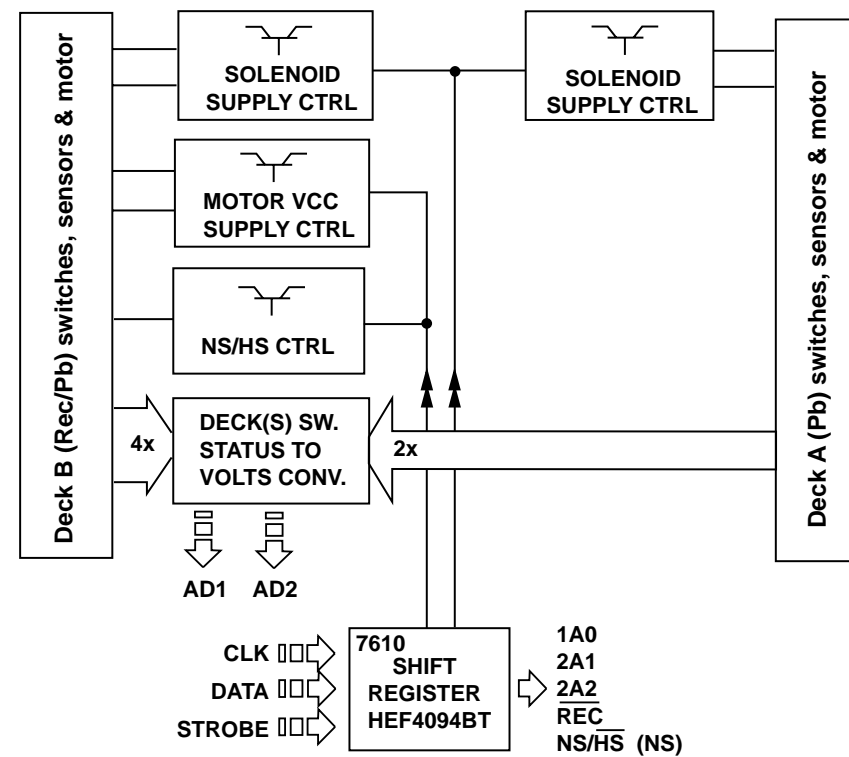 Deck B (Rec/Pb) switches, sensors & motor
SOLENOID
SUPPLY CTRL
SOLENOID
SUPPLY CTRL
MOTOR VCC
SUPPLY CTRL
NS/HS CTRL
4x
DECK(S) SW.
STATUS TO
VOLTS CONV.
2x
Deck A (Pb) switches, sensors & motor
AD1
AD2
CLK
DATA
STROBE
7610
SHIFT
REGISTER
HEF4094BT
1A0
2A1
2A2
REC
NS/HS (NS)